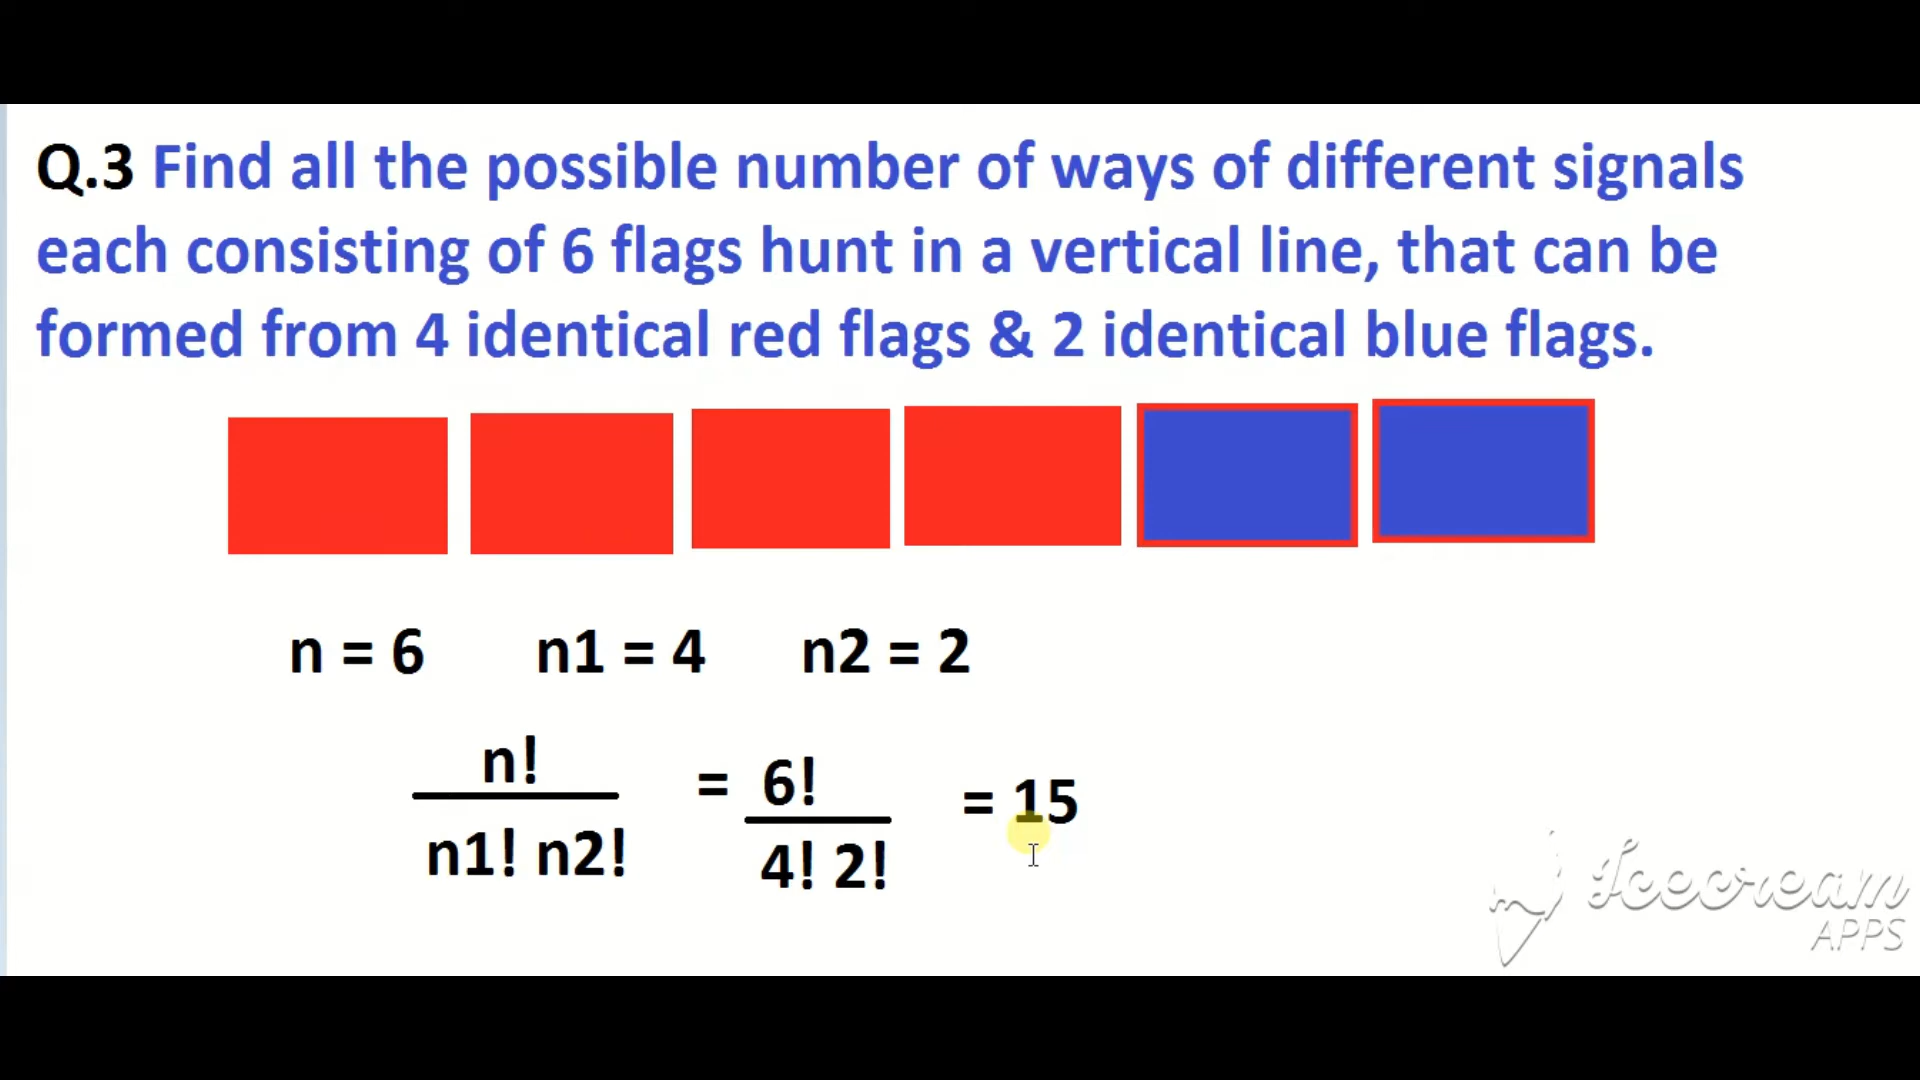 Q.3 Find all the possible number of ways of different signals
each consisting of 6 flags hunt in a vertical line, that can be
formed from 4 identical red flags & 2 identical blue flags.
n = 6 n1 = 4 n2 = 2
n! = 6! = 15
n1! n2! 4! 2!
Icecream
APPS